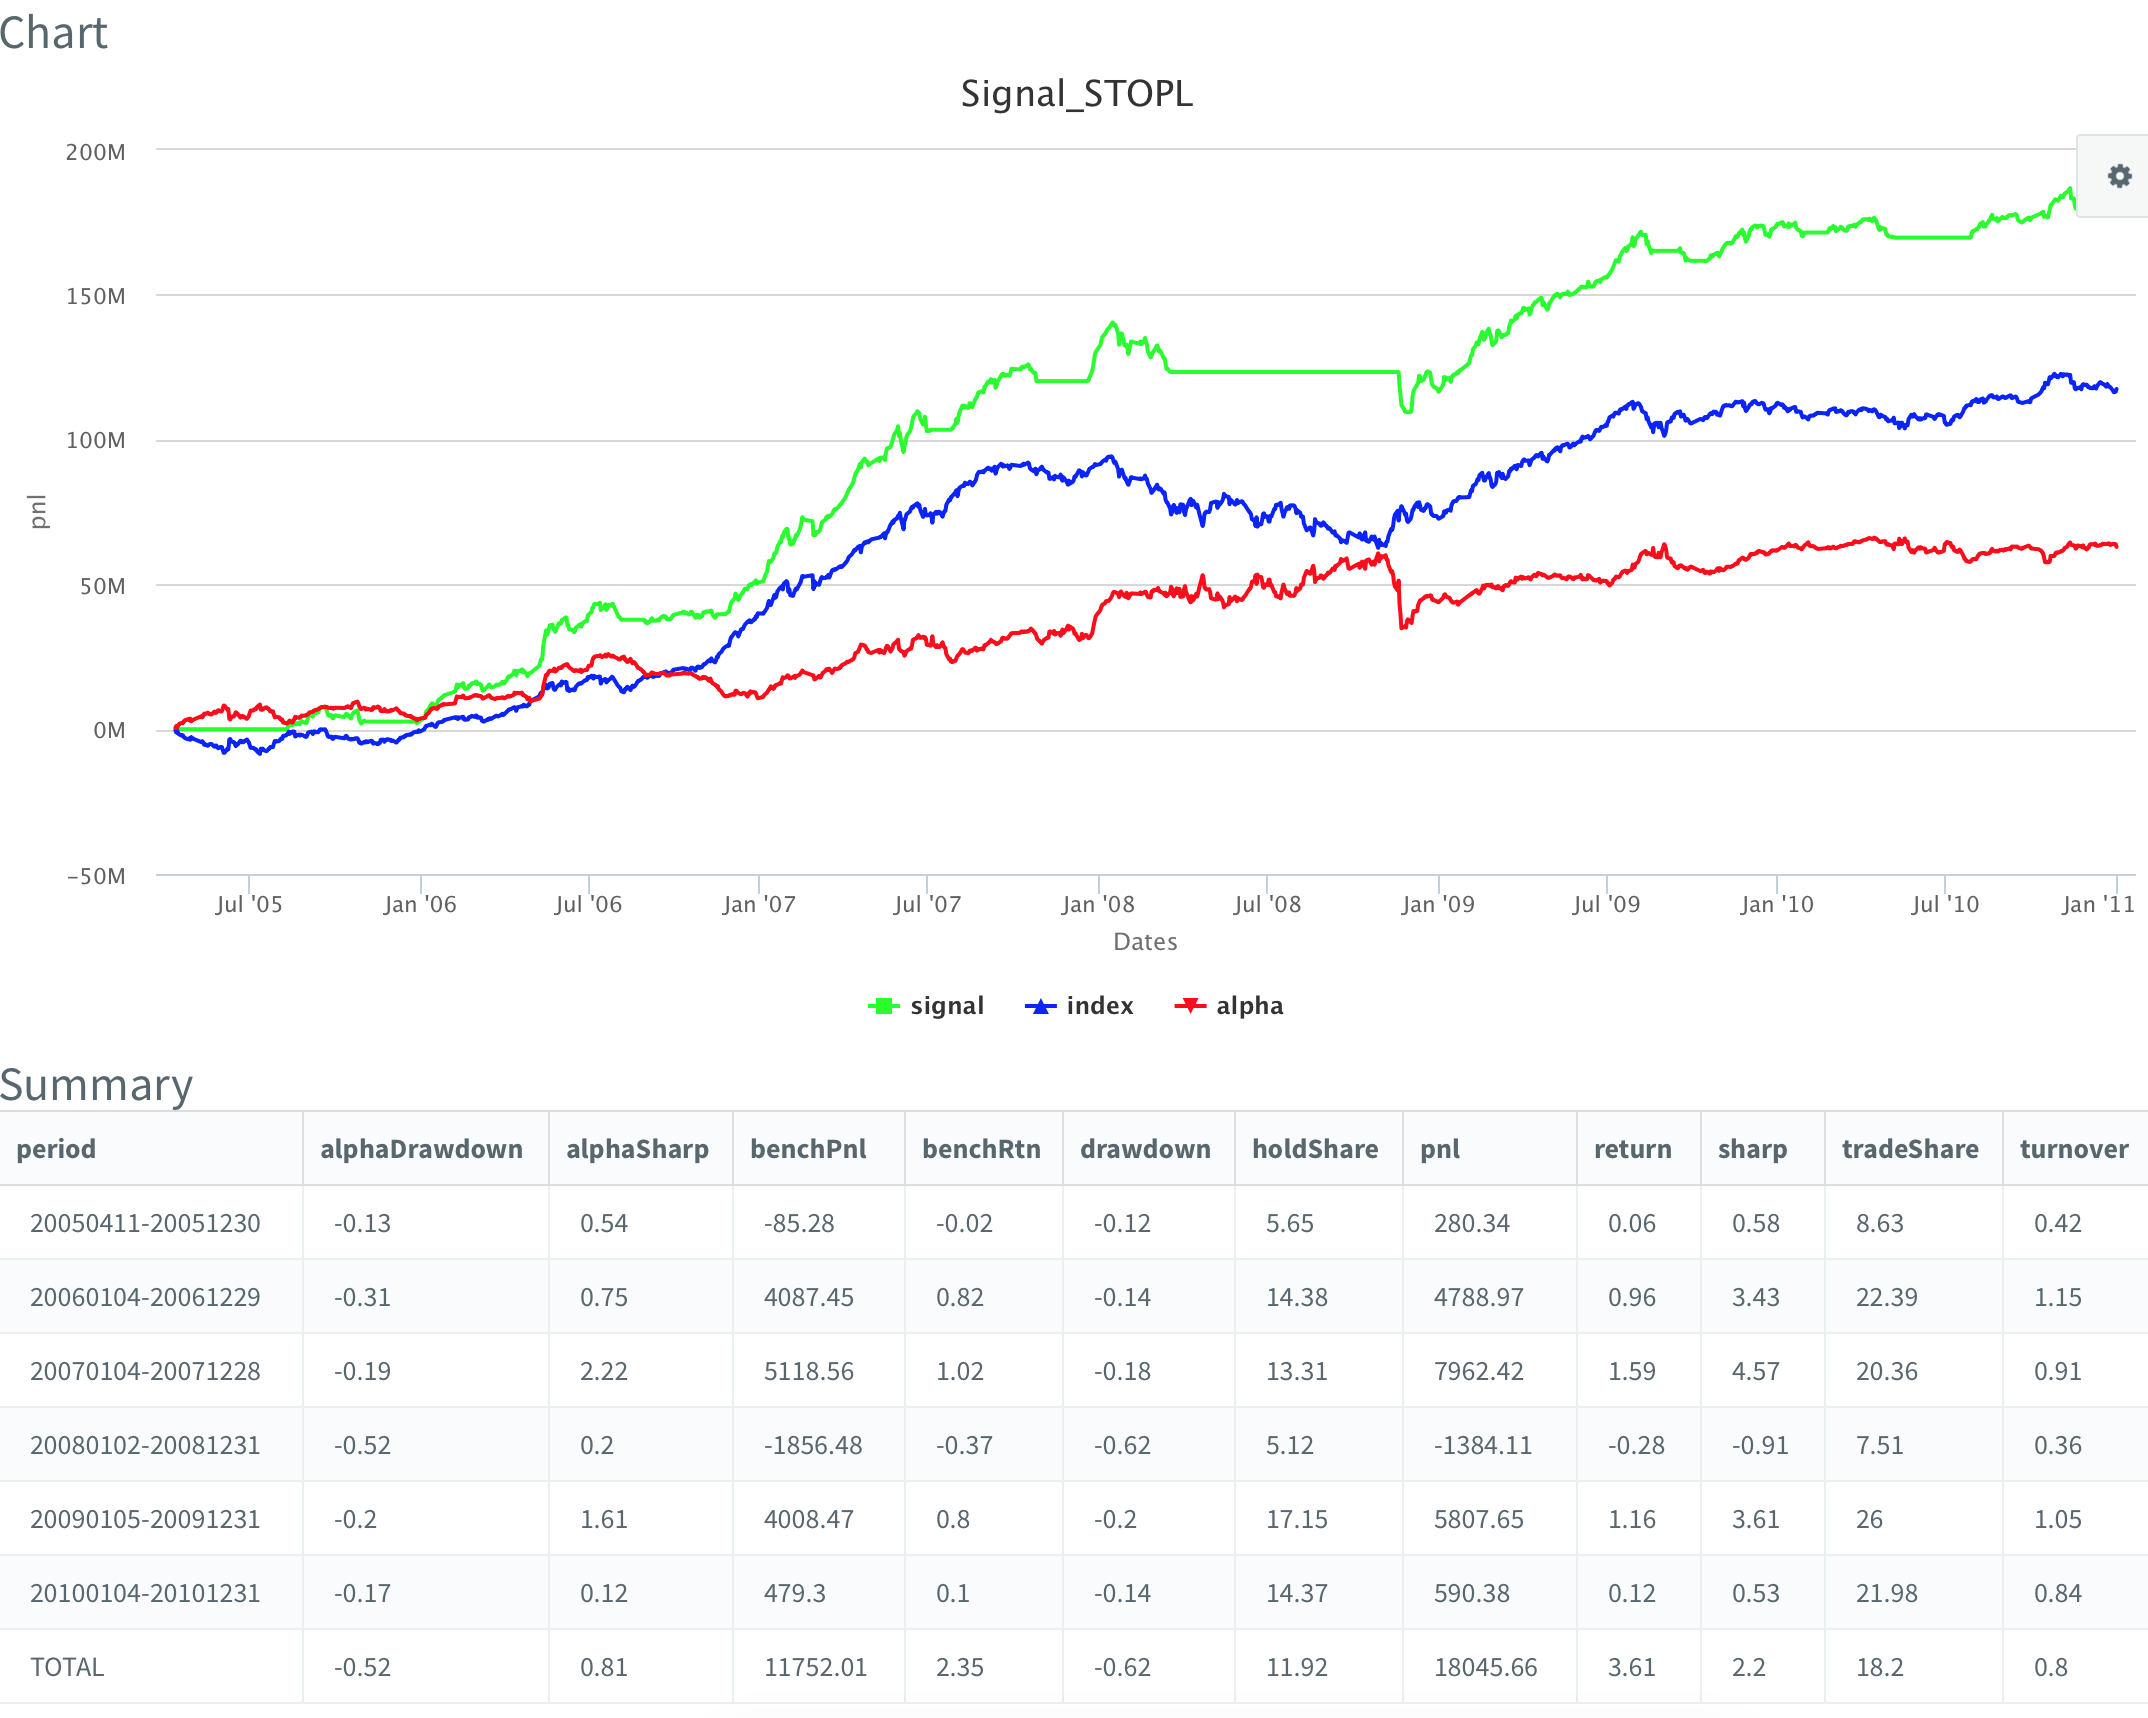 Chart
Signal_STOPL
200M
150M
100M
50M
0M
−50M
pnl
Jul '05 Jan '06 Jul '06 Jan '07 Jul '07 Jan '08 Jul '08 Jan '09 Jul '09 Jan '10 Jul '10 Jan '11
Dates
signal index alpha
Summary
period alphaDrawdown alphaSharp benchPnl benchRtn drawdown holdShare pnl return sharp tradeShare turnover
20050411-20051230 -0.13 0.54 -85.28 -0.02 -0.12 5.65 280.34 0.06 0.58 8.63 0.42
20060104-20061229 -0.31 0.75 4087.45 0.82 -0.14 14.38 4788.97 0.96 3.43 22.39 1.15
20070104-20071228 -0.19 2.22 5118.56 1.02 -0.18 13.31 7962.42 1.59 4.57 20.36 0.91
20080102-20081231 -0.52 0.2 -1856.48 -0.37 -0.62 5.12 -1384.11 -0.28 -0.91 7.51 0.36
20090105-20091231 -0.2 1.61 4008.47 0.8 -0.2 17.15 5807.65 1.16 3.61 26 1.05
20100104-20101231 -0.17 0.12 479.3 0.1 -0.14 14.37 590.38 0.12 0.53 21.98 0.84
TOTAL -0.52 0.81 11752.01 2.35 -0.62 11.92 18045.66 3.61 2.2 18.2 0.8